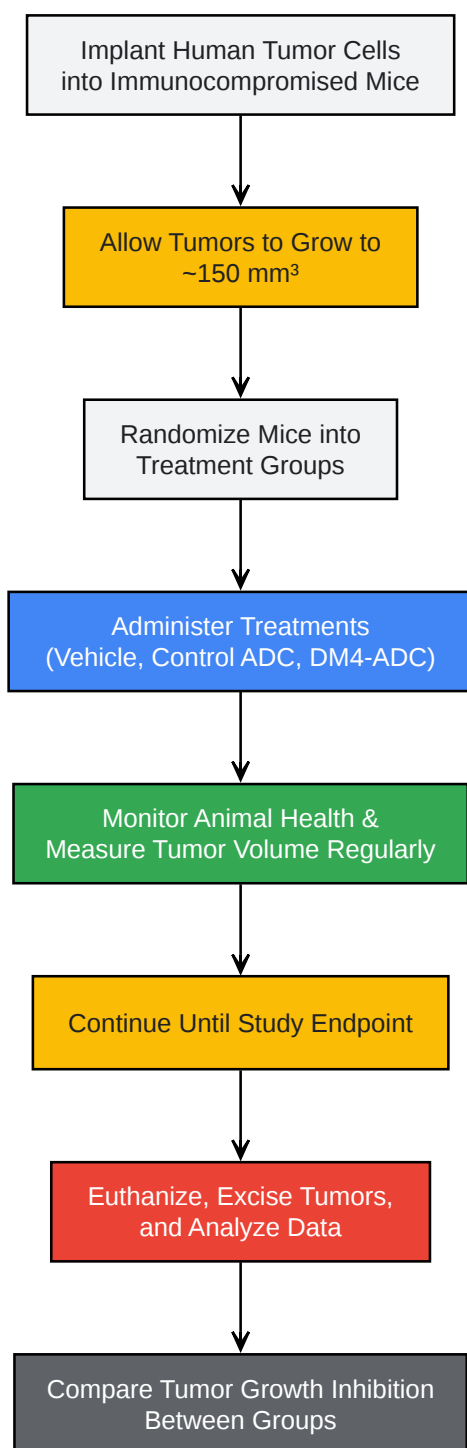 Implant Human Tumor Cells
into Immunocompromised Mice
Allow Tumors to Grow to
~150 mm³
Randomize Mice into
Treatment Groups
Administer Treatments
(Vehicle, Control ADC, DM4-ADC)
Monitor Animal Health &
Measure Tumor Volume Regularly
Continue Until Study Endpoint
Euthanize, Excise Tumors,
and Analyze Data
Compare Tumor Growth Inhibition
Between Groups